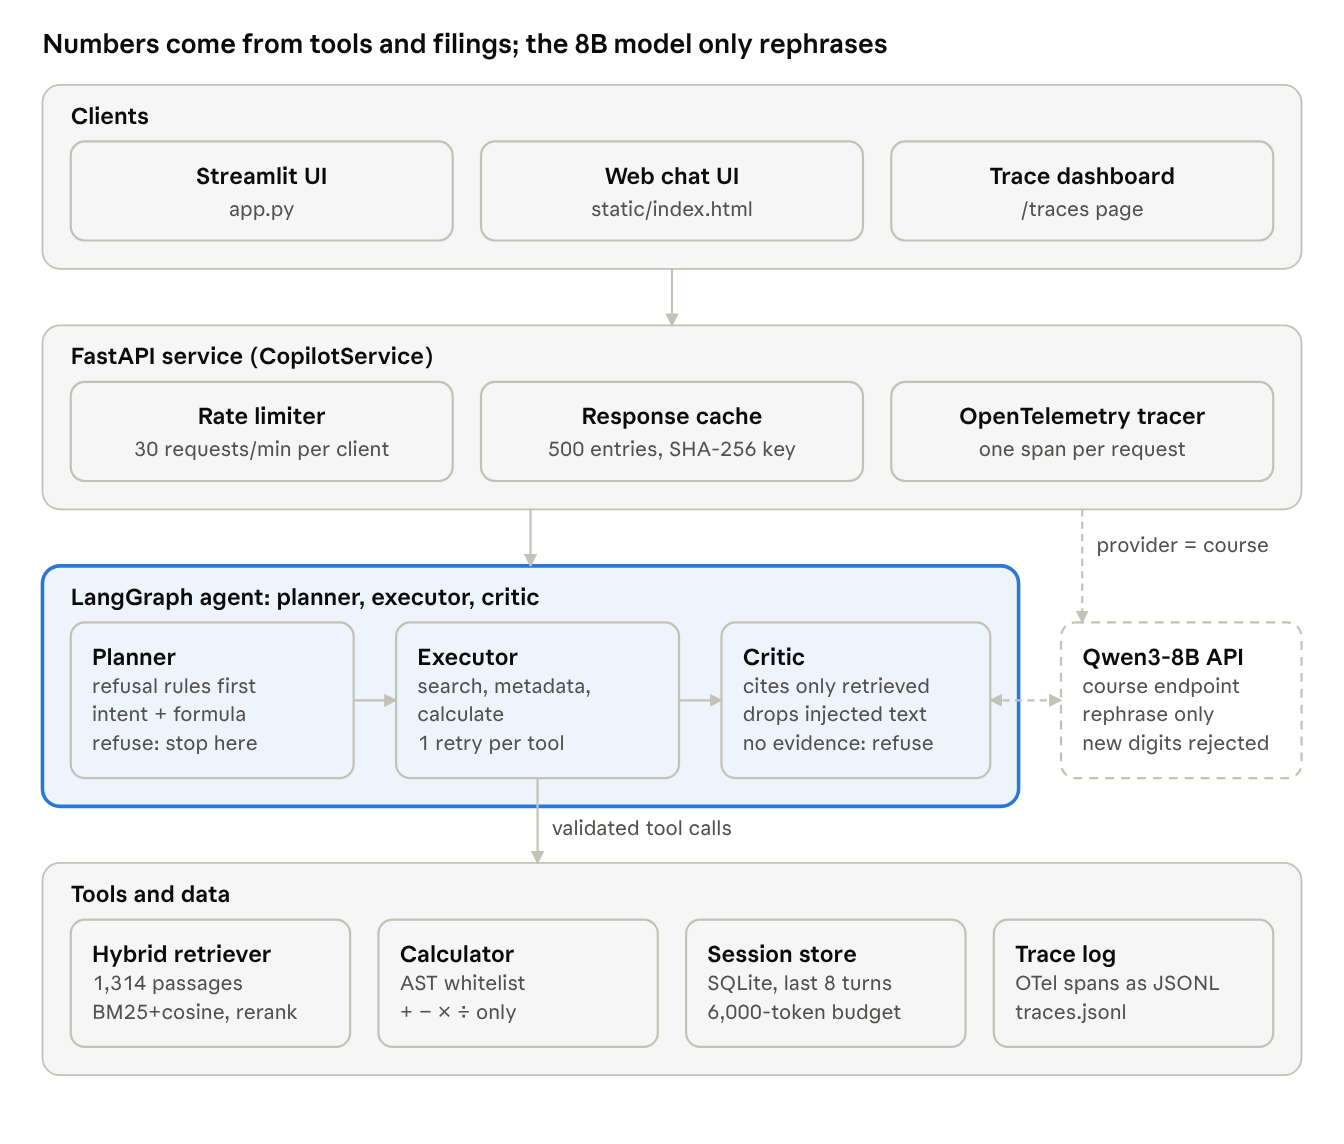 Numbers come from tools and filings; the 8B model only rephrases
Clients
Streamlit UI
app.py
Web chat UI
static/index.html
Trace dashboard
/traces page
FastAPI service (CopilotService)
Rate limiter
30 requests/min per client
Response cache
500 entries, SHA-256 key
OpenTelemetry tracer
one span per request
provider = course
LangGraph agent: planner, executor, critic
Planner
refusal rules first
intent + formula
refuse: stop here
Executor
search, metadata,
calculate
1 retry per tool
Critic
cites only retrieved
drops injected text
no evidence: refuse
Qwen3-8B API
course endpoint
rephrase only
new digits rejected
validated tool calls
Tools and data
Hybrid retriever
1,314 passages
BM25+cosine, rerank
Calculator
AST whitelist
+ − × ÷ only
Session store
SQLite, last 8 turns
6,000-token budget
Trace log
OTel spans as JSONL
traces.jsonl